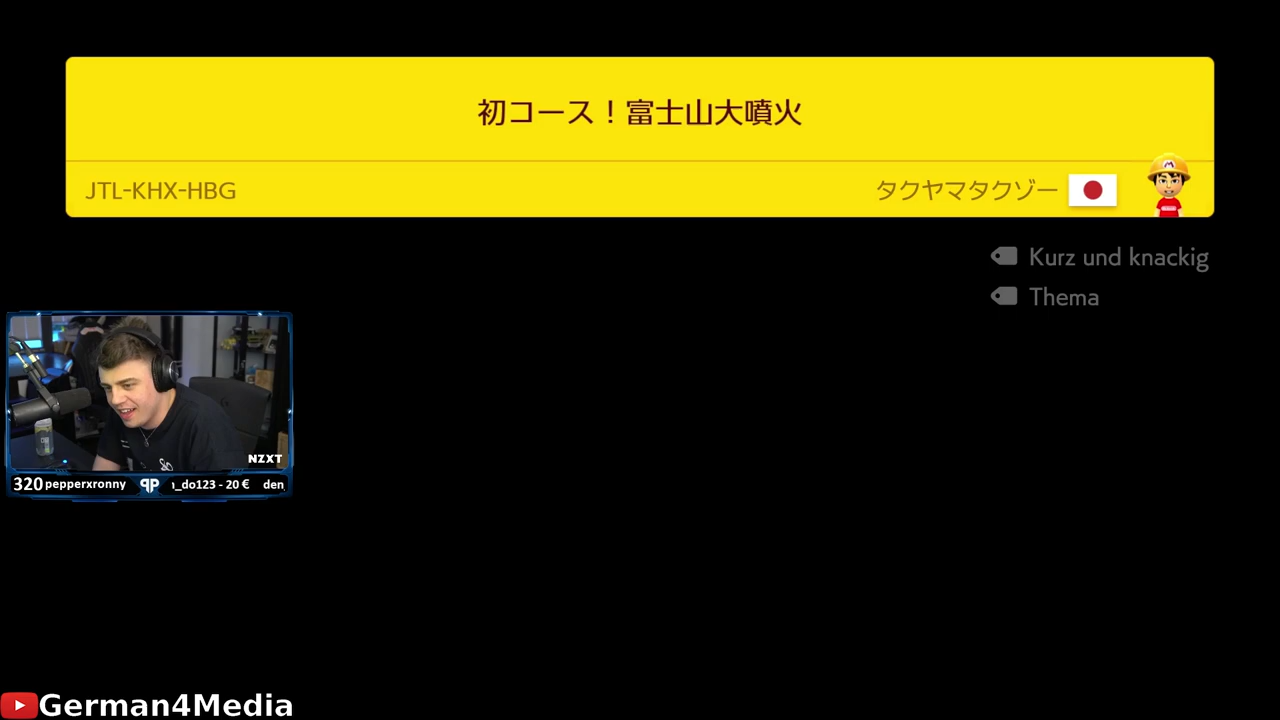 初コース！富士山大噴火
JTL-KHX-HBG
タクヤマタクゾー
Kurz und knackig
Thema
NZXT
320 pepperxronny
_do123 - 20 €
den
German4Media